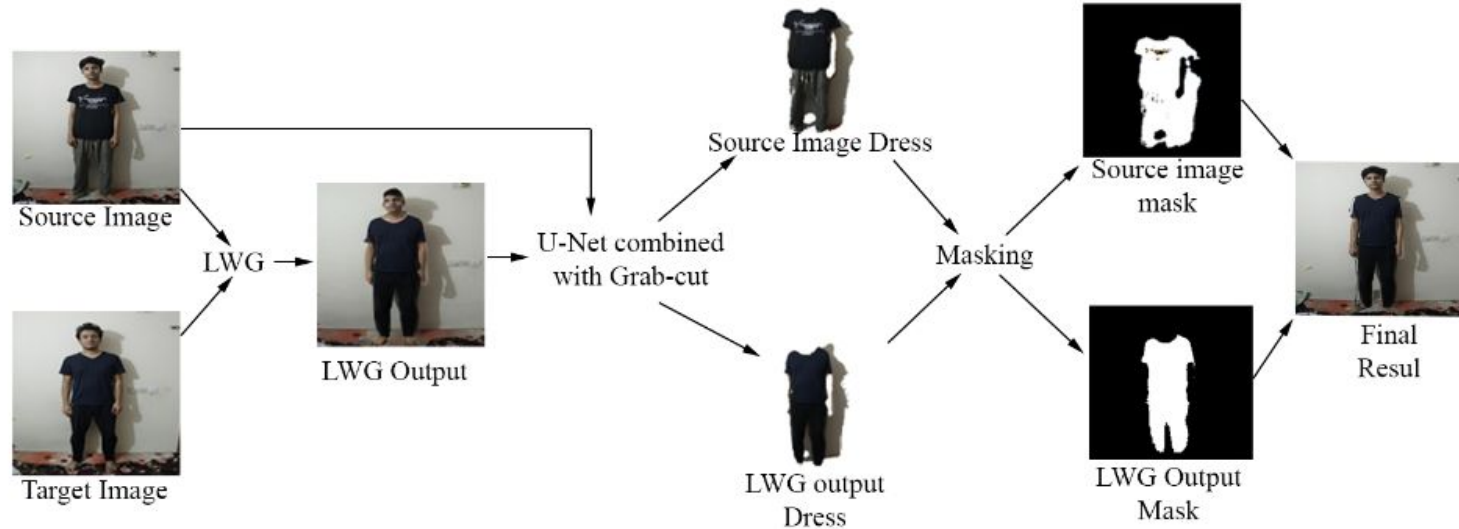 Source Image
Target Image
LWG
LWG Output
U-Net combined
with Grab-cut
Source Image Dress
LWG output
Dress
Masking
Source image
mask
LWG Output
Mask
Final
Resul